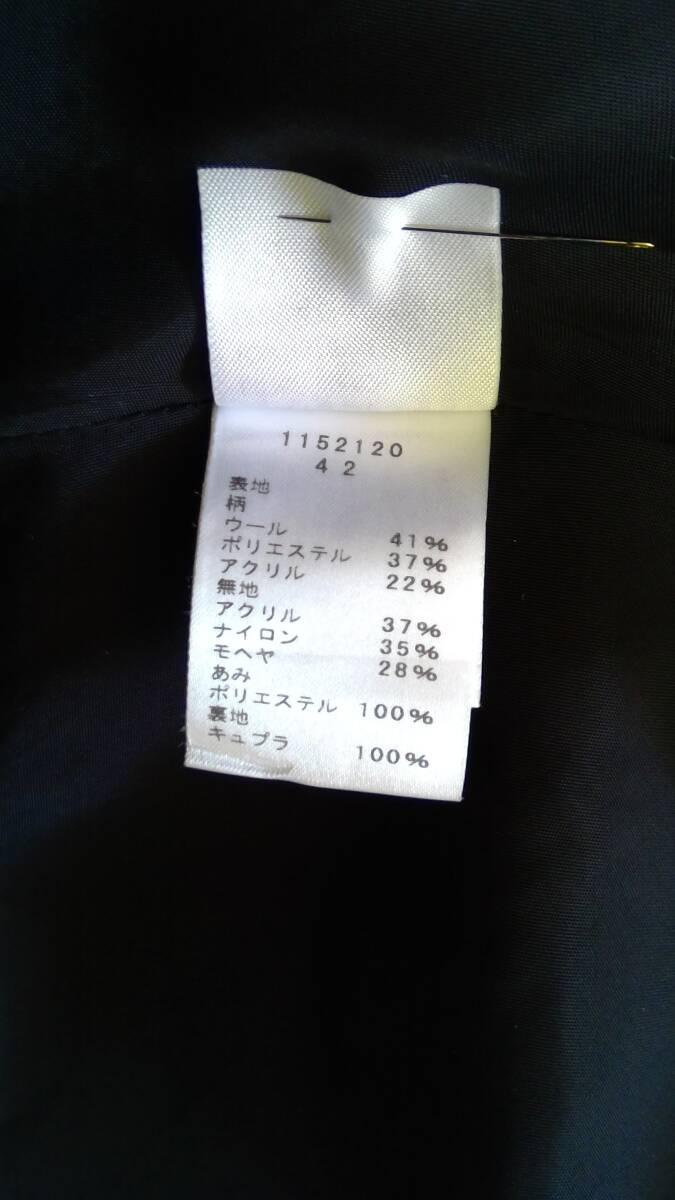 1152120
42
表地
柄
ウール 41%
ポリエステル 37%
アクリル 22%
無地
アクリル 37%
ナイロン 35%
モヘヤ 28%
あみ
ポリエステル 100%
裏地
キュプラ 100%